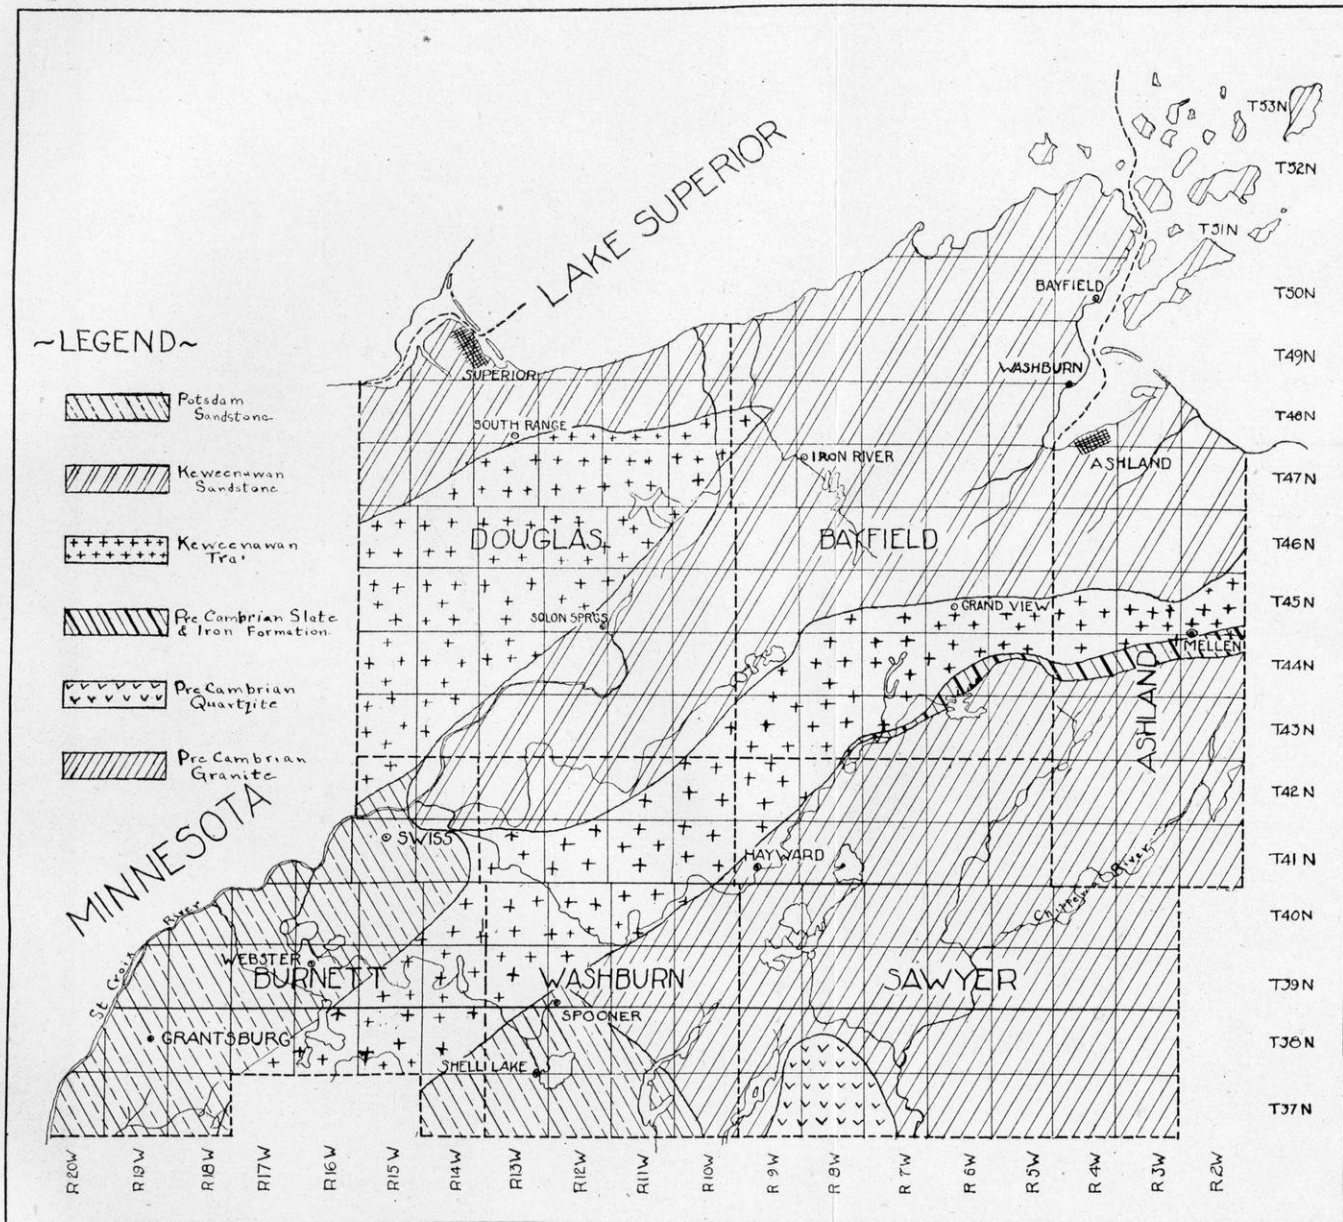 LAKE SUPERIOR
T53N
T52N
T51N
T50N
T49N
T48N
T47N
T46N
T45N
T44N
T43N
T42N
T41N
T40N
T39N
T38N
T37N
~LEGEND~
Potsdam
Sandstone
Keweenawan
Sandstone
Keweenawan
Tra
Pre Cambrian Slate
& Iron Formation
Pre Cambrian
Quartzite
Pre Cambrian
Granite
MINNESOTA
St Croix River
SUPERIOR
SOUTH RANGE
BAYFIELD
WASHBURN
ASHLAND
IRON RIVER
DOUGLAS
BAYFIELD
SOLON SPRGS
GRAND VIEW
MELLEN
ASHLAND
SWISS
HAYWARD
Chippewa River
WEBSTER
BURNETT
WASHBURN
SAWYER
GRANTSBURG
SPOONER
SHELL LAKE
R20W
R19W
R18W
R17W
R16W
R15W
R14W
R13W
R12W
R11W
R10W
R9W
R8W
R7W
R6W
R5W
R4W
R3W
R2W